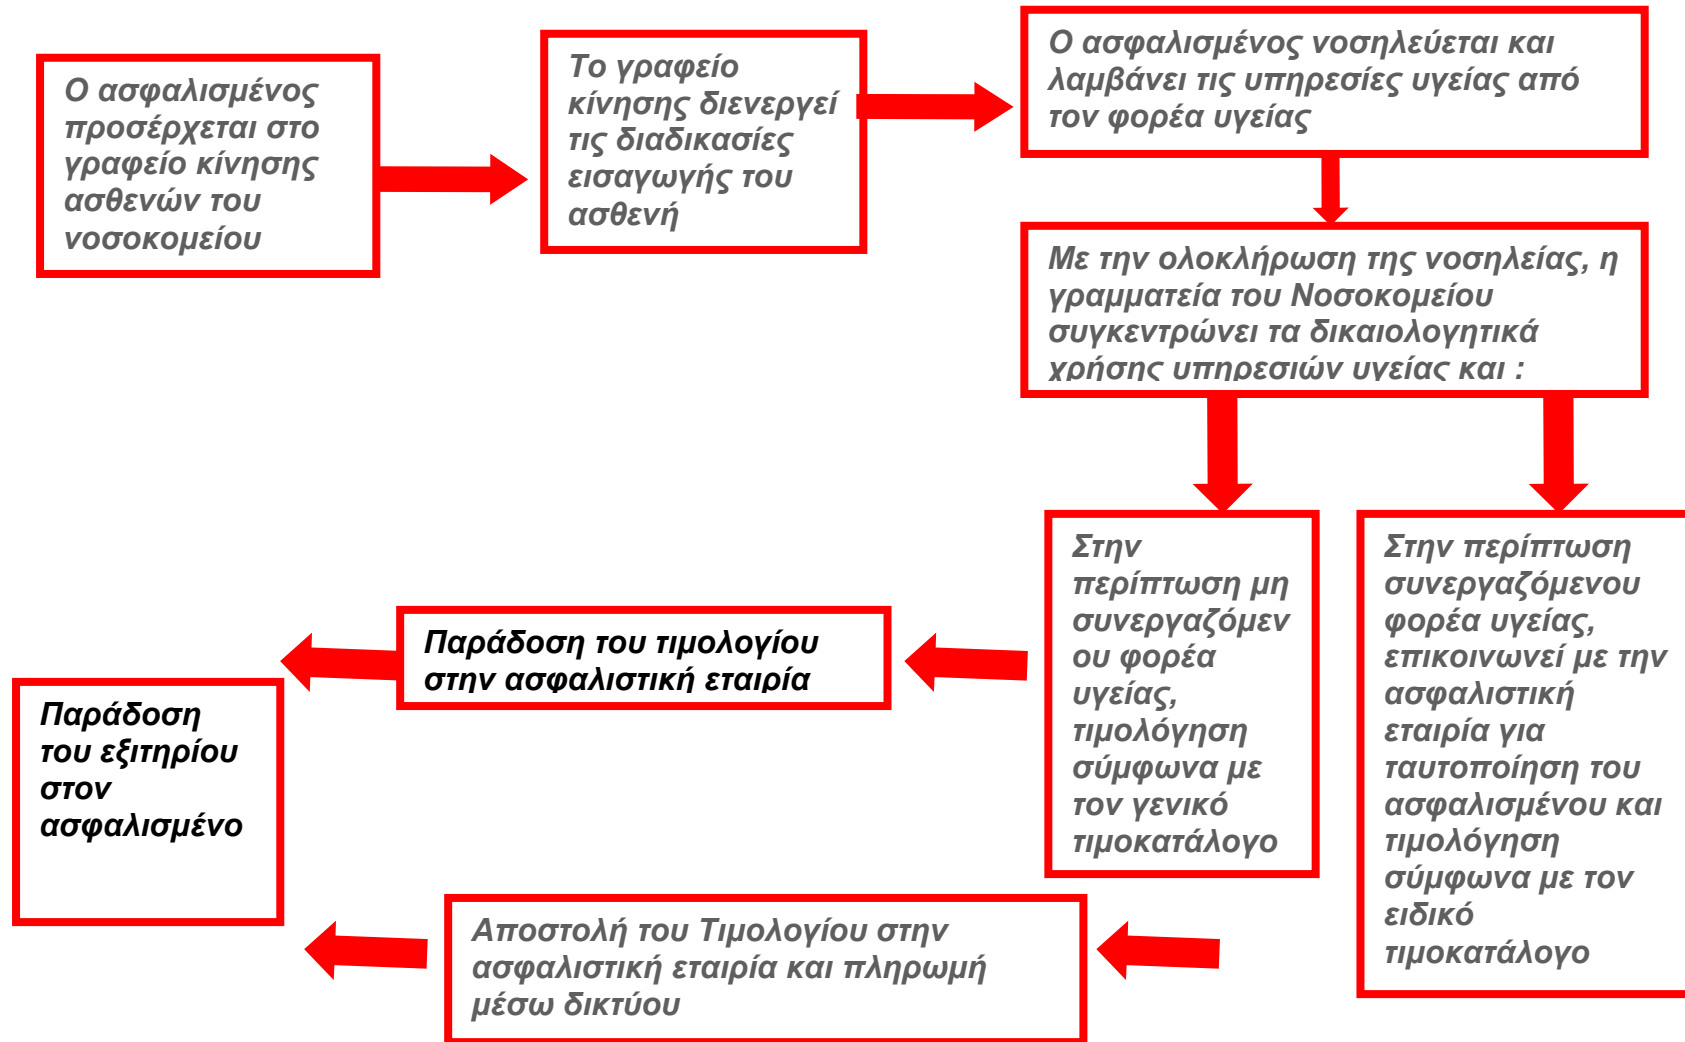 Ο ασφαλισμένος
προσέρχεται στο
γραφείο κίνησης
ασθενών του
νοσοκομείου
Το γραφείο
κίνησης διενεργεί
τις διαδικασίες
εισαγωγής του
ασθενή
Ο ασφαλισμένος νοσηλεύεται και
λαμβάνει τις υπηρεσίες υγείας από
τον φορέα υγείας
Με την ολοκλήρωση της νοσηλείας, η
γραμματεία του Νοσοκομείου
συγκεντρώνει τα δικαιολογητικά
χρήσης υπηρεσιών υγείας και :
Στην
περίπτωση μη
συνεργαζόμεν
ου φορέα
υγείας,
τιμολόγηση
σύμφωνα με
τον γενικό
τιμοκατάλογο
Στην περίπτωση
συνεργαζόμενου
φορέα υγείας,
επικοινωνεί με την
ασφαλιστική
εταιρία για
ταυτοποίηση του
ασφαλισμένου και
τιμολόγηση
σύμφωνα με τον
ειδικό
τιμοκατάλογο
Παράδοση του τιμολογίου
στην ασφαλιστική εταιρία
Αποστολή του Τιμολογίου στην
ασφαλιστική εταιρία και πληρωμή
μέσω δικτύου
Παράδοση
του εξιτηρίου
στον
ασφαλισμένο